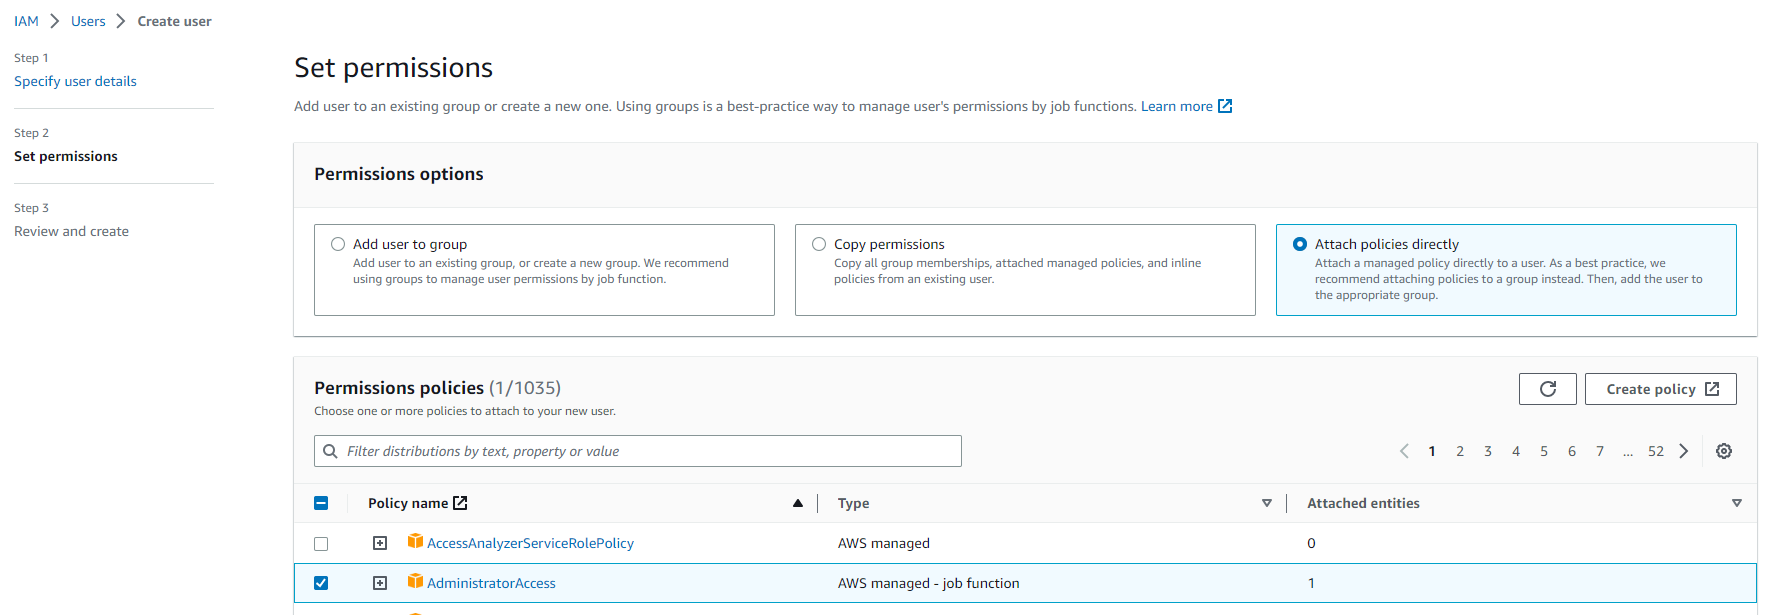 IAM > Users > Create user
Step 1
Specify user details
Step 2
Set permissions
Step 3
Review and create
Set permissions
Add user to an existing group or create a new one. Using groups is a best-practice way to manage user's permissions by job functions. Learn more
Permissions options
Add user to group
Add user to an existing group, or create a new group. We recommend
using groups to manage user permissions by job function.
Copy permissions
Copy all group memberships, attached managed policies, and inline
policies from an existing user.
Attach policies directly
Attach a managed policy directly to a user. As a best practice, we
recommend attaching policies to a group instead. Then, add the user to
the appropriate group.
Permissions policies (1/1035)
Choose one or more policies to attach to your new user.
Create policy
Filter distributions by text, property or value
1 2 3 4 5 6 7 ... 52
Policy name Type Attached entities
AccessAnalyzerServiceRolePolicy AWS managed 0
AdministratorAccess AWS managed - job function 1